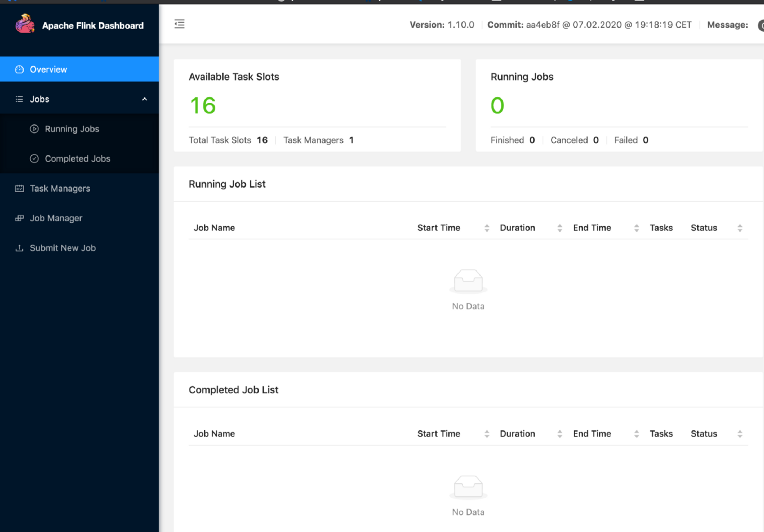 Apache Flink Dashboard
Version: 1.10.0 Commit: aa4eb8f @ 07.02.2020 @ 19:18:19 CET Message:
Overview
Jobs
Running Jobs
Completed Jobs
Task Managers
Job Manager
Submit New Job
Available Task Slots
16
Total Task Slots 16 Task Managers 1
Running Jobs
0
Finished 0 Canceled 0 Failed 0
Running Job List
Job Name Start Time Duration End Time Tasks Status
No Data
Completed Job List
Job Name Start Time Duration End Time Tasks Status
No Data